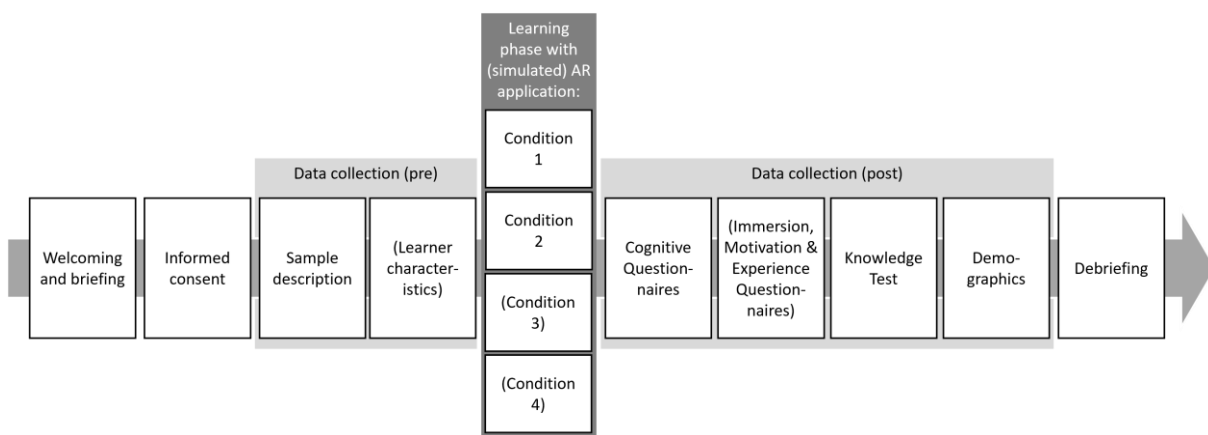 Learning
phase with
(simulated) AR
application:
Condition
1
Condition
2
(Condition
3)
(Condition
4)
Data collection (pre)
Data collection (post)
Welcoming
and briefing
Informed
consent
Sample
description
(Learner
character-
istics)
Cognitive
Question-
naires
(Immersion,
Motivation &
Experience
Question-
naires)
Knowledge
Test
Demo-
graphics
Debriefing